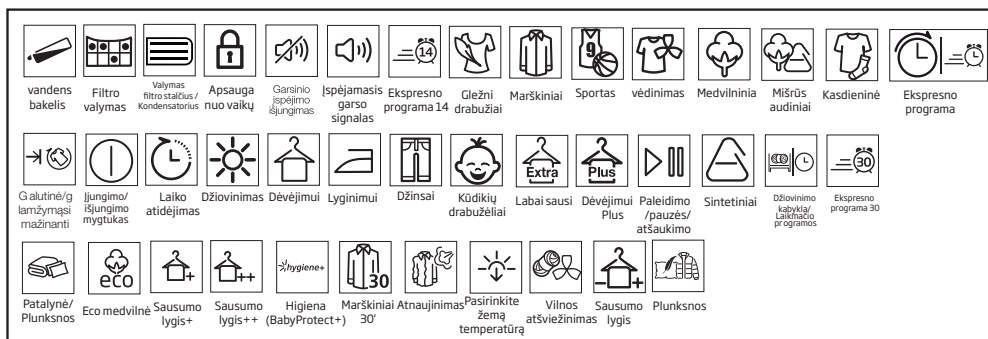 14
9
vandens bakelis
Filtro valymas
Valymas filtro stalčius / Kondensatorius
Apsauga nuo vaikų
Garsinio įspėjimo išjungimas
Įspėjamasis garso signalas
Ekspresno programa 14
Gležni drabužiai
Marškiniai
Sportas
vėdinimas
Medvilninia
Mišrūs audiniai
Kasdieninė
Ekspresno programa
Extra
Plus
30
G alutinė/g lamžymąsi mažinanti
Įjungimo/ išjungimo mygtukas
Laiko atidėjimas
Džiovinimas
Dėvėjimui
Lyginimui
Džinsai
Kūdikių drabužėliai
Labai sausi
Dėvėjimui Plus
Paleidimo /pauzės/ atšaukimo
Sintetiniai
Džiovinimo kabykla/ Laikmačio programos
Ekspresno programa 30
eco
+
++
hygiene+
30
- +
Patalynė/ Plunksnos
Eco medvilnė
Sausumo lygis+
Sausumo lygis++
Higiena (BabyProtect+)
Marškiniai 30'
Atnaujinimas
Pasirinkite žemą temperatūrą
Vilnos atšviežinimas
Sausumo lygis
Plunksnos